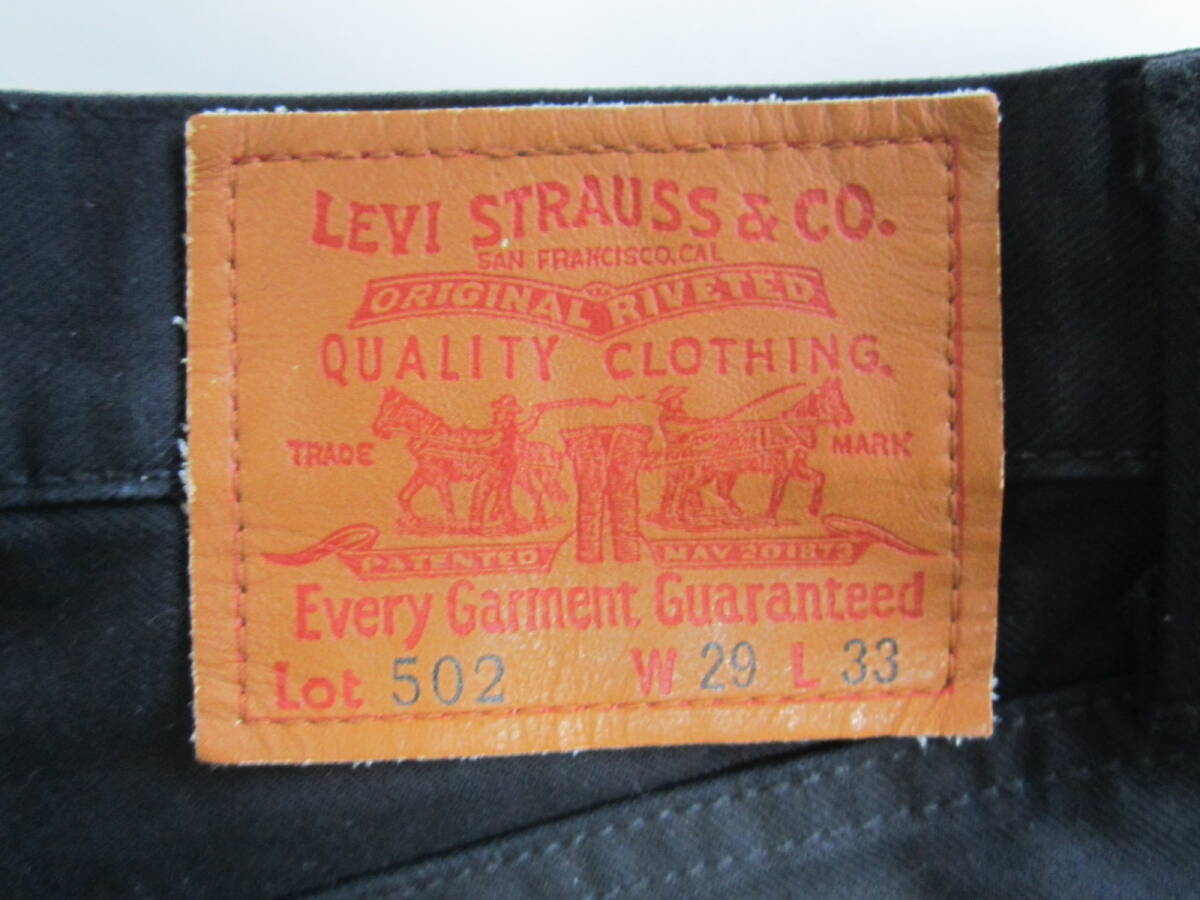 LEVI STRAUSS & CO.
SAN FRANCISCO, CAL
ORIGINAL RIVETED
QUALITY CLOTHING.
TRADE MARK
PATENTED MAY 20 1873
Every Garment Guaranteed
Lot 502 W 29 L 33